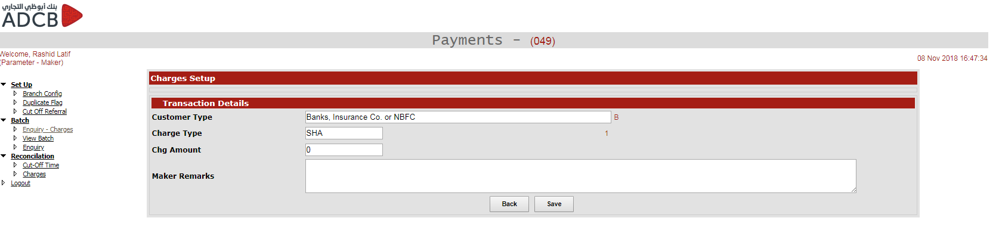 بنك أبوظبي التجاري
ADCB
Payments - (049)
Welcome, Rashid Latif
(Parameter - Maker)
08 Nov 2018 16:47:34
Set Up
Branch Config
Duplicate Flag
Cut Off Referral
Batch
Enquiry - Charges
View Batch
Enquiry
Reconcilation
Cut-Off Time
Charges
Logout
Charges Setup
Transaction Details
Customer Type Banks, Insurance Co. or NBFC B
Charge Type SHA 1
Chg Amount 0
Maker Remarks
Back Save